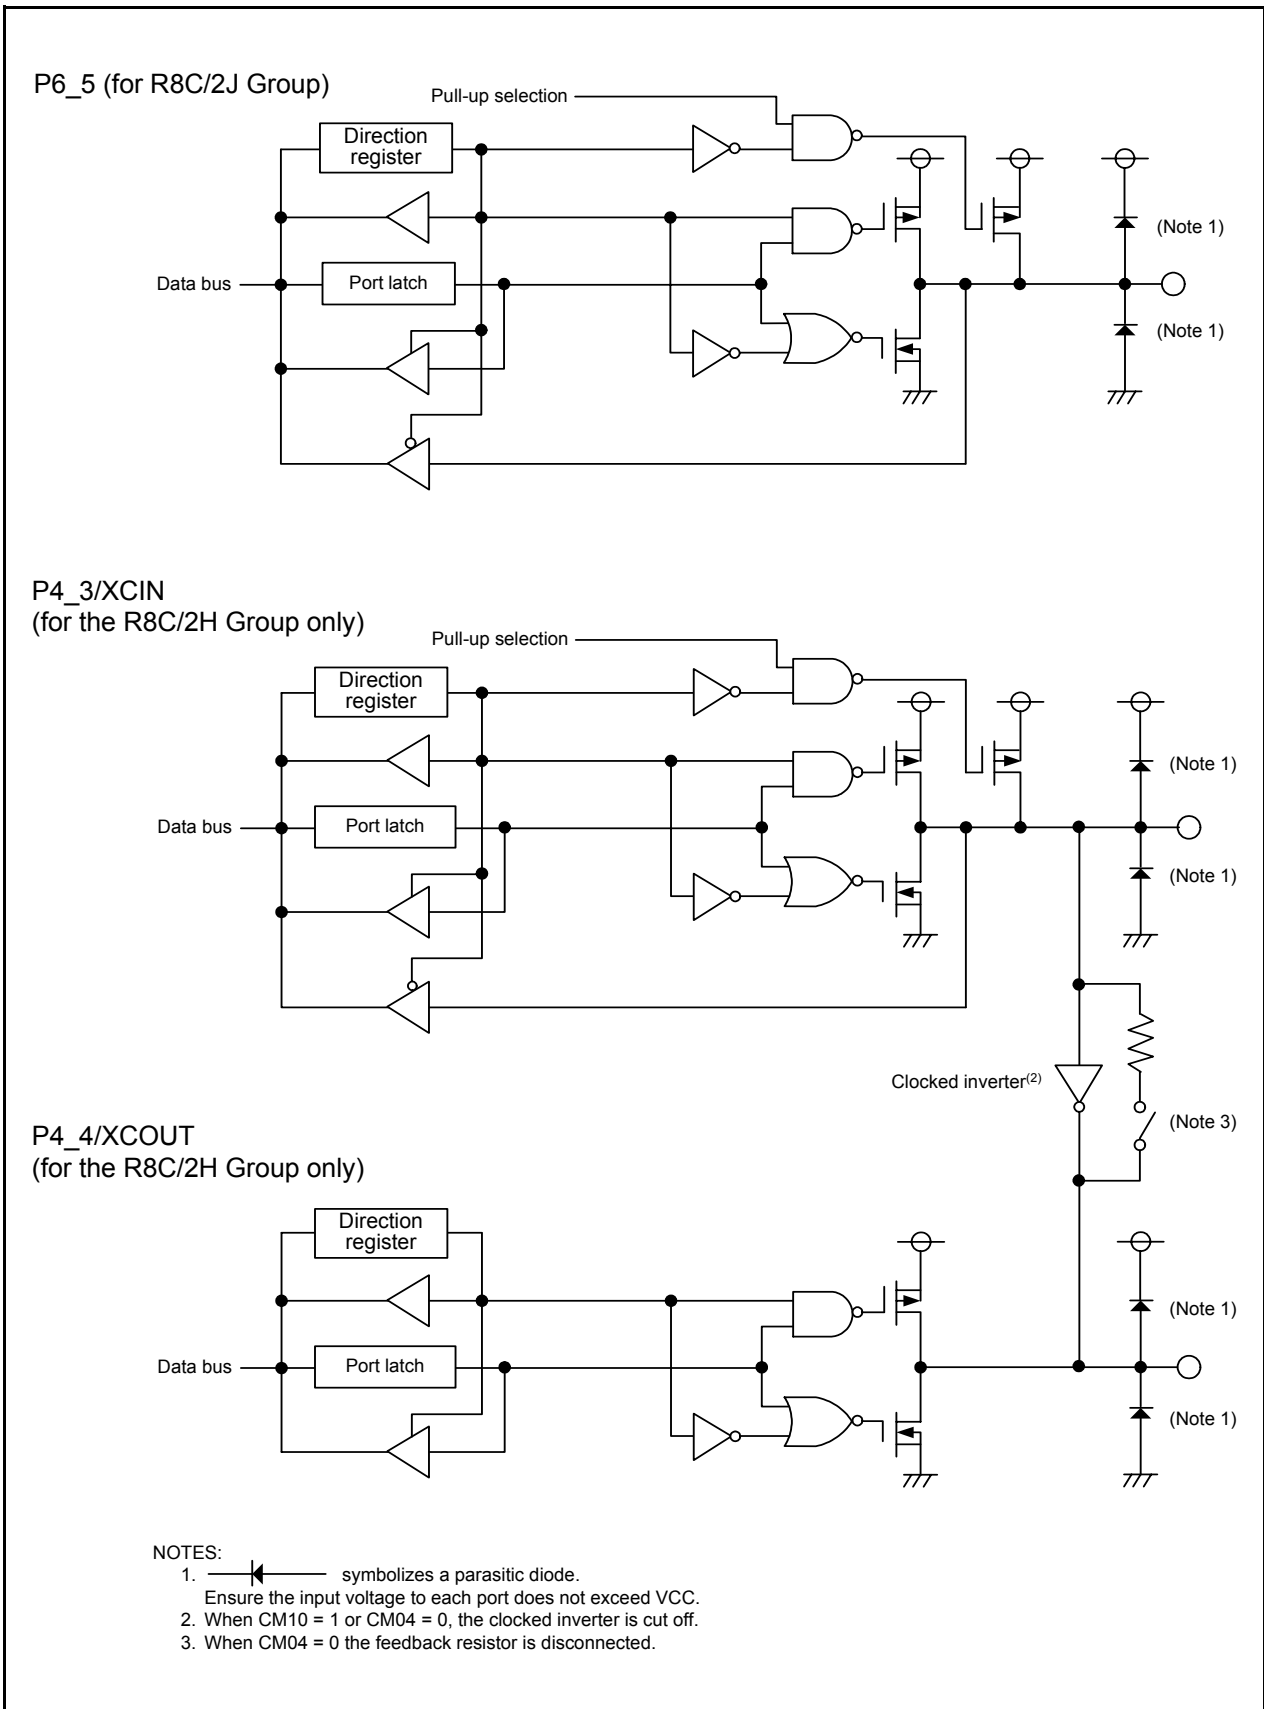 P6_5 (for R8C/2J Group)
Pull-up selection
Direction
register
(Note 1)
Data bus
Port latch
(Note 1)
P4_3/XCIN
(for the R8C/2H Group only)
Pull-up selection
Direction
register
(Note 1)
Data bus
Port latch
(Note 1)
Clocked inverter(2)
(Note 3)
P4_4/XCOUT
(for the R8C/2H Group only)
Direction
register
(Note 1)
Data bus
Port latch
(Note 1)
NOTES:
1. symbolizes a parasitic diode.
Ensure the input voltage to each port does not exceed VCC.
2. When CM10 = 1 or CM04 = 0, the clocked inverter is cut off.
3. When CM04 = 0 the feedback resistor is disconnected.